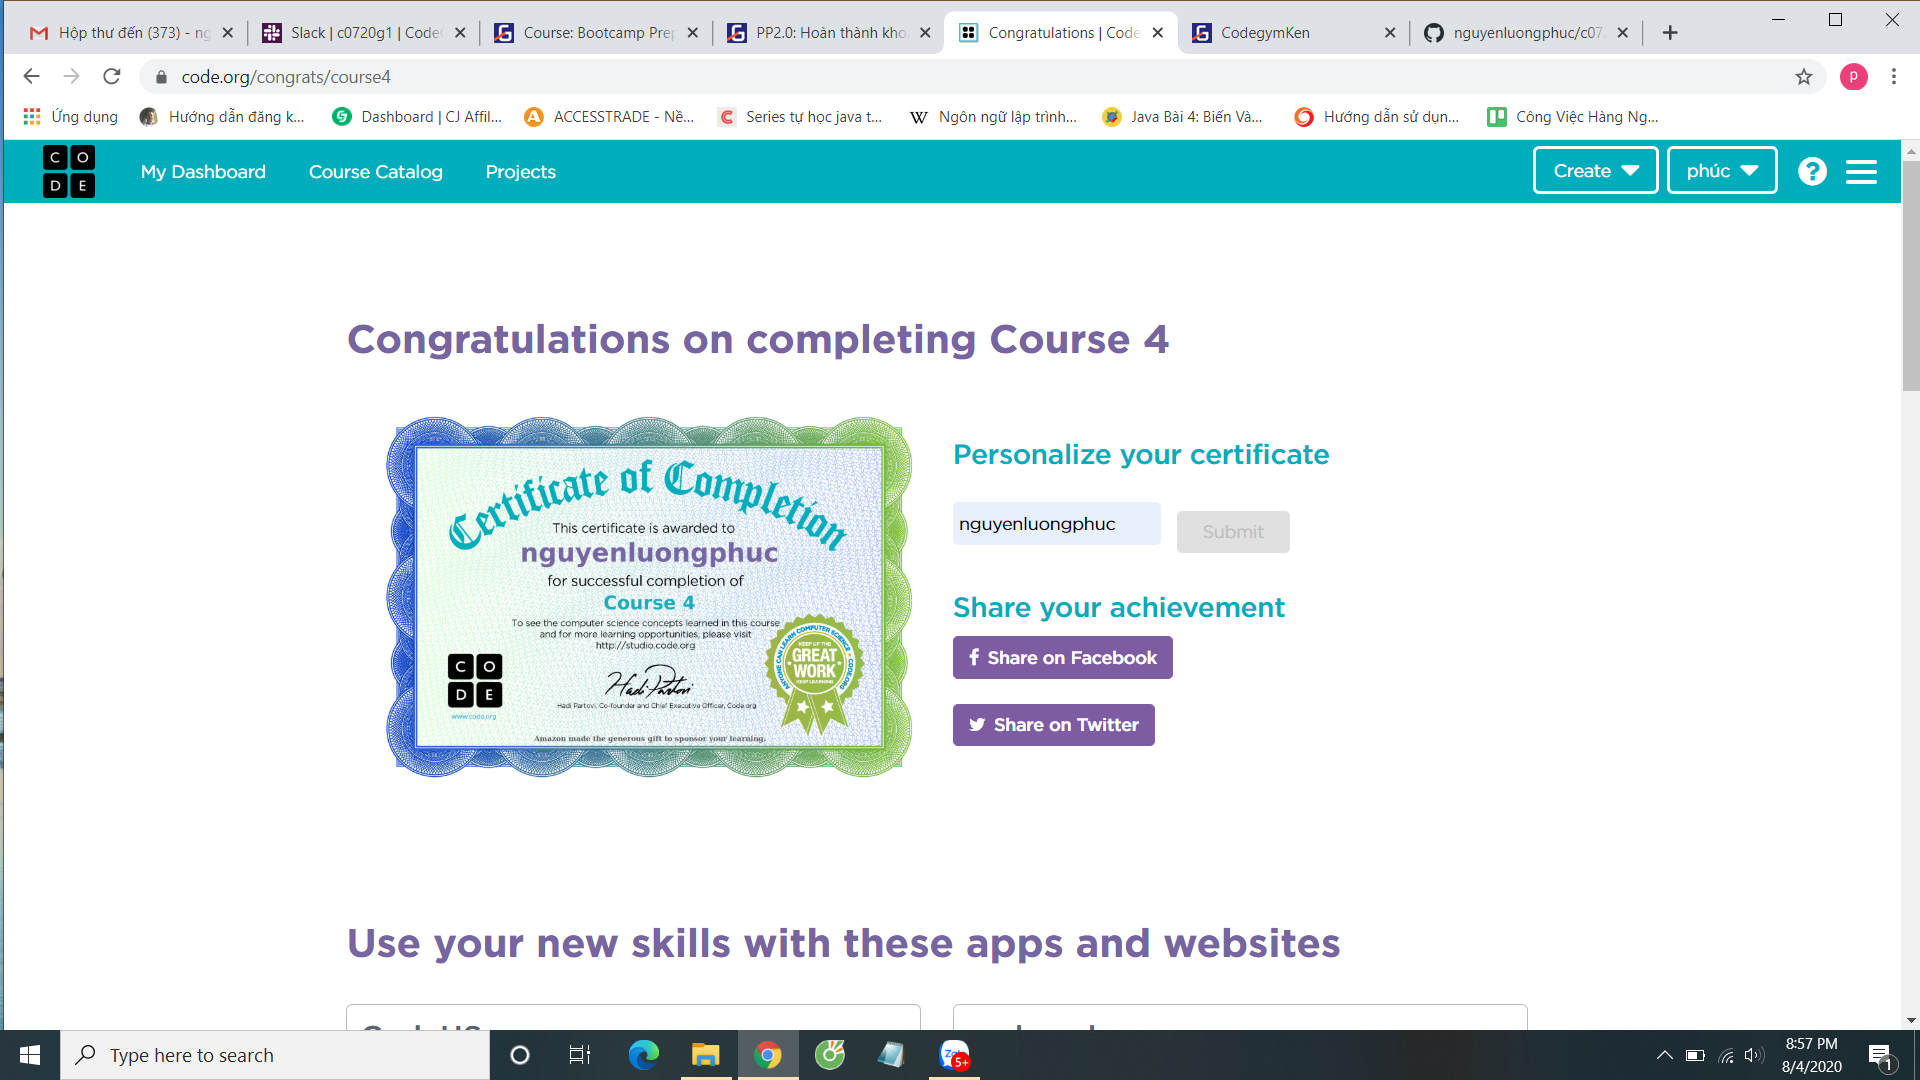 Hộp thư đến (373) - ng
Slack | c0720g1 | Code
Course: Bootcamp Prep
PP2.0: Hoàn thành kho
Congratulations | Code
CodegymKen
nguyenluongphuc/c07
code.org/congrats/course4
p
Ứng dụng
Hướng dẫn đăng k...
Dashboard | CJ Affil...
ACCESSTRADE - Nề...
Series tự học java t...
Ngôn ngữ lập trình...
Java Bài 4: Biến Và...
Hướng dẫn sử dụn...
Công Việc Hàng Ng...
C O
D E
My Dashboard
Course Catalog
Projects
Create
phúc
?
Congratulations on completing Course 4
Certificate of Completion
This certificate is awarded to
nguyenluongphuc
for successful completion of
Course 4
To see the computer science concepts learned in this course
and for more learning opportunities, please visit
http://studio.code.org
C O
D E
www.code.org
Hadi Partovi
Hadi Partovi, Co-founder and Chief Executive Officer, Code.org
ANYONE CAN LEARN COMPUTER SCIENCE • CODE.ORG
KEEP UP THE
GREAT
WORK
KEEP LEARNING
Amazon made the generous gift to sponsor your learning.
Personalize your certificate
nguyenluongphuc
Submit
Share your achievement
Share on Facebook
Share on Twitter
Use your new skills with these apps and websites
Type here to search
5+
8:57 PM
8/4/2020
1